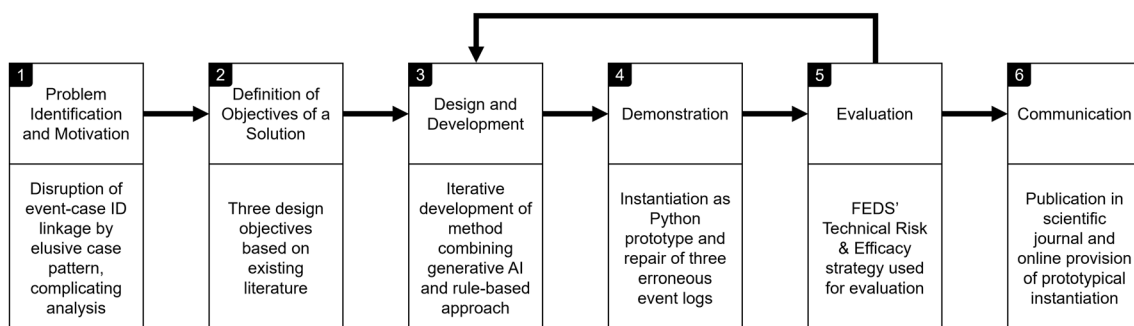 1
Problem
Identification
and Motivation
Disruption of
event-case ID
linkage by
elusive case
pattern,
complicating
analysis
2
Definition of
Objectives of a
Solution
Three design
objectives
based on
existing
literature
3
Design and
Development
Iterative
development of
method
combining
generative AI
and rule-based
approach
4
Demonstration
Instantiation as
Python
prototype and
repair of three
erroneous
event logs
5
Evaluation
FEDS’
Technical Risk
& Efficacy
strategy used
for evaluation
6
Communication
Publication in
scientific
journal and
online provision
of prototypical
instantiation